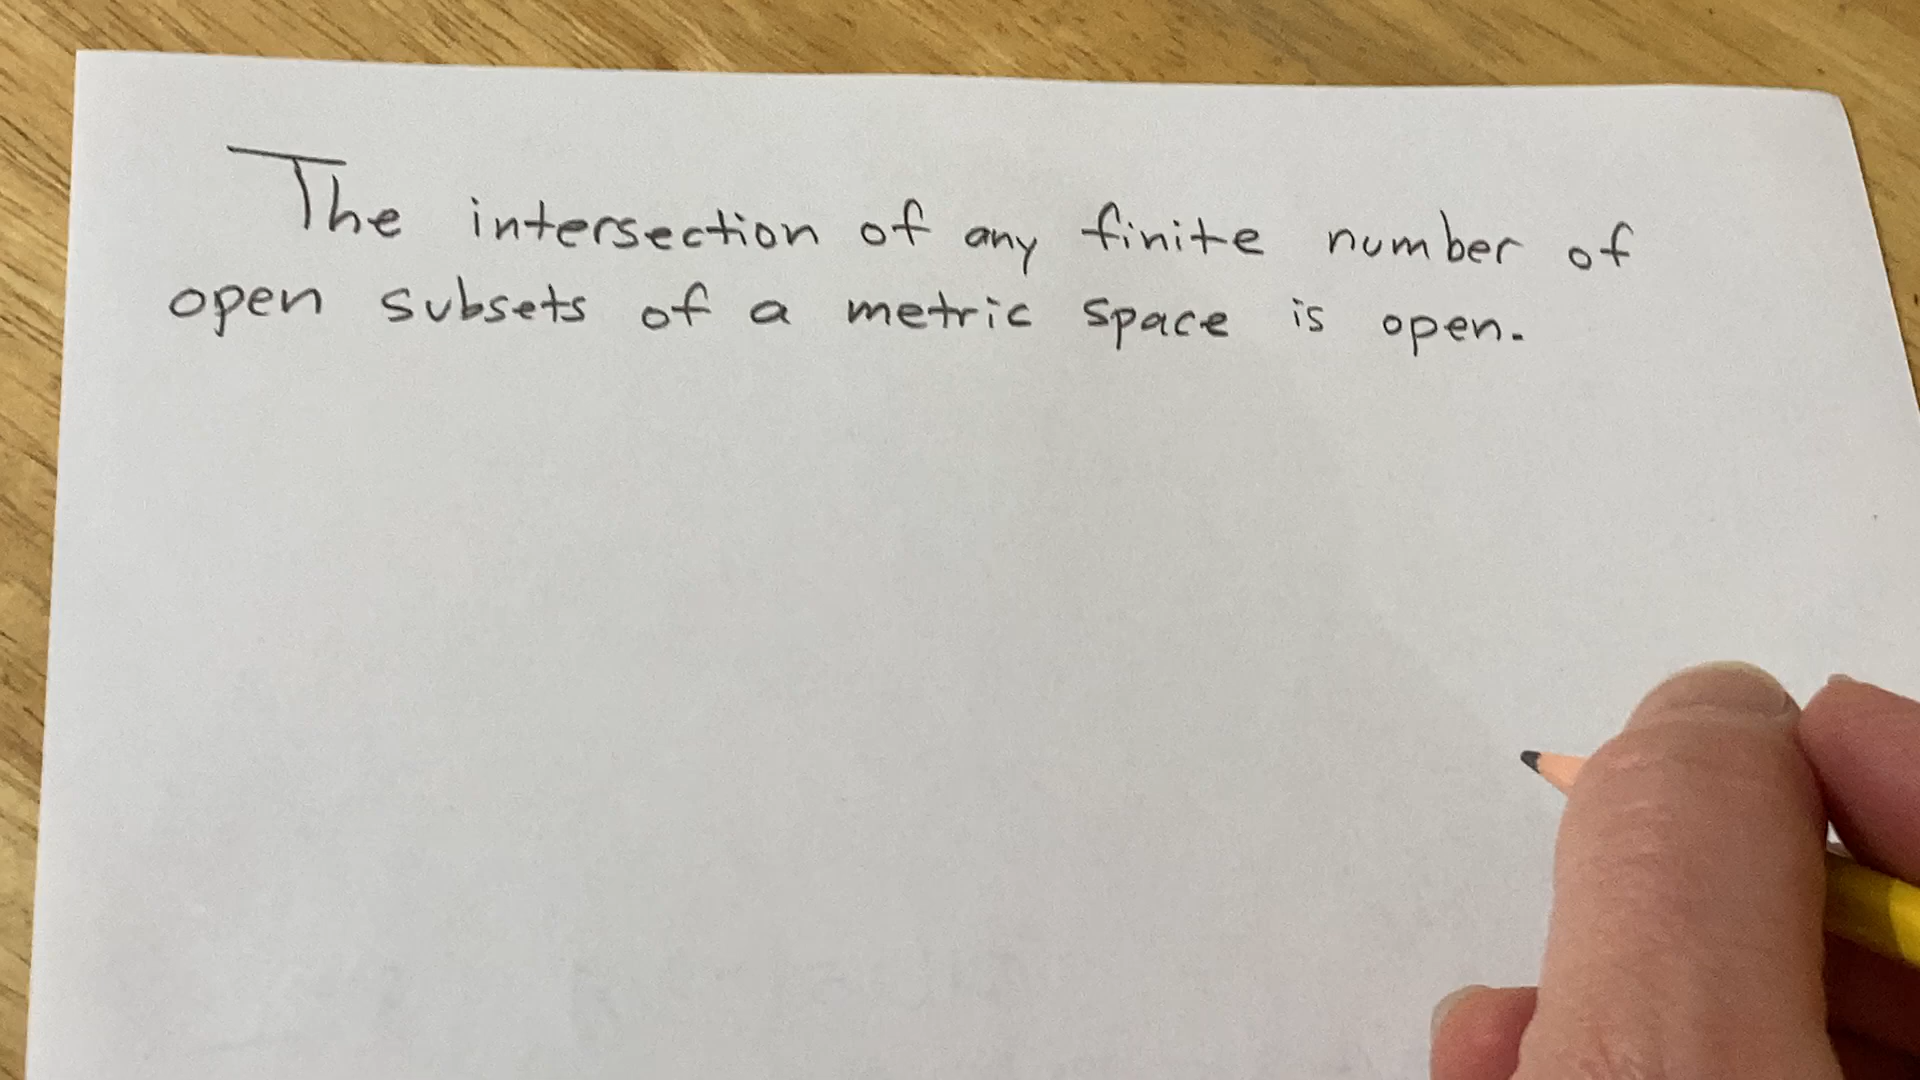 The intersection of any finite number of
open subsets of a metric space is open.